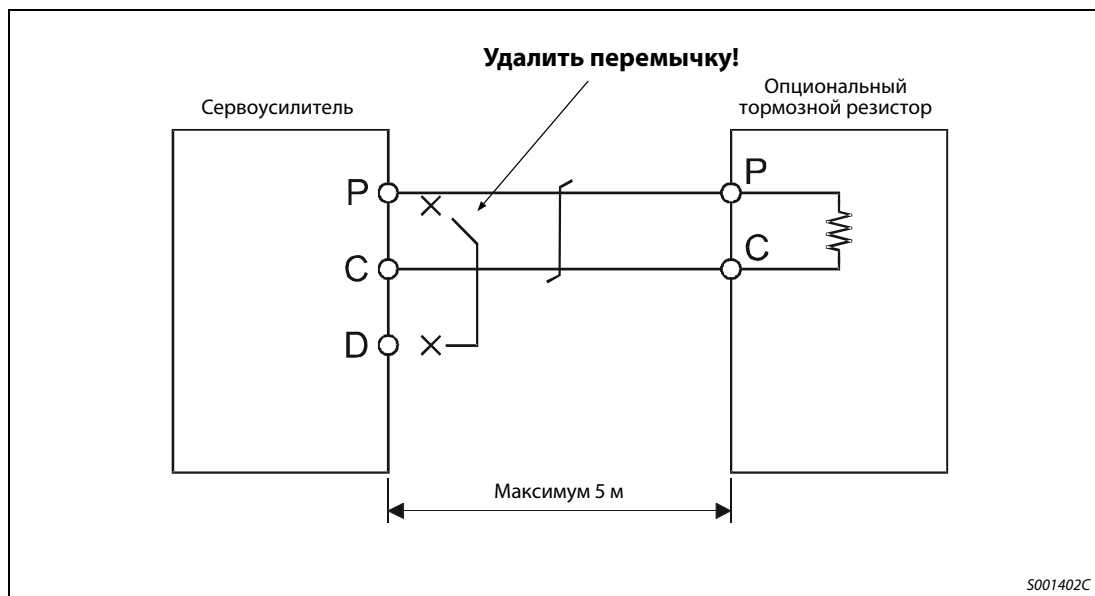 Удалить перемычку!
Сервоусилитель
Опциональный
тормозной резистор
P
P
C
C
D
Максимум 5 м
S001402C